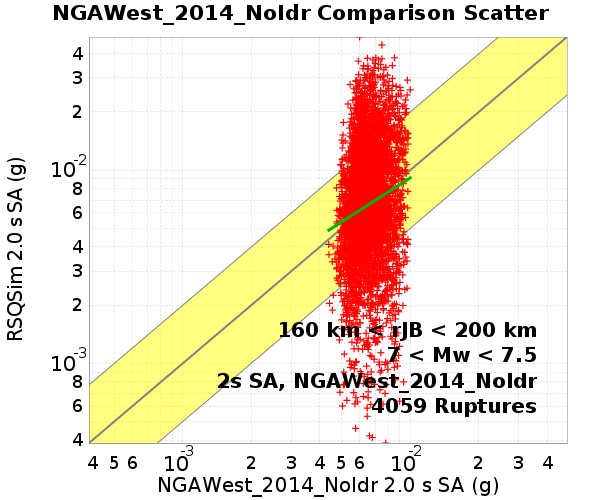 NGAWest_2014_NoIdr Comparison Scatter
RSQSim 2.0 s SA (g)
4
3
2
10⁻²
8
6
4
3
2
10⁻³
8
6
4
160 km < rJB < 200 km
7 < Mw < 7.5
2s SA, NGAWest_2014_NoIdr
4059 Ruptures
4 5 6 10⁻³ 2 3 4 5 6 10⁻² 2 3 4
NGAWest_2014_NoIdr 2.0 s SA (g)